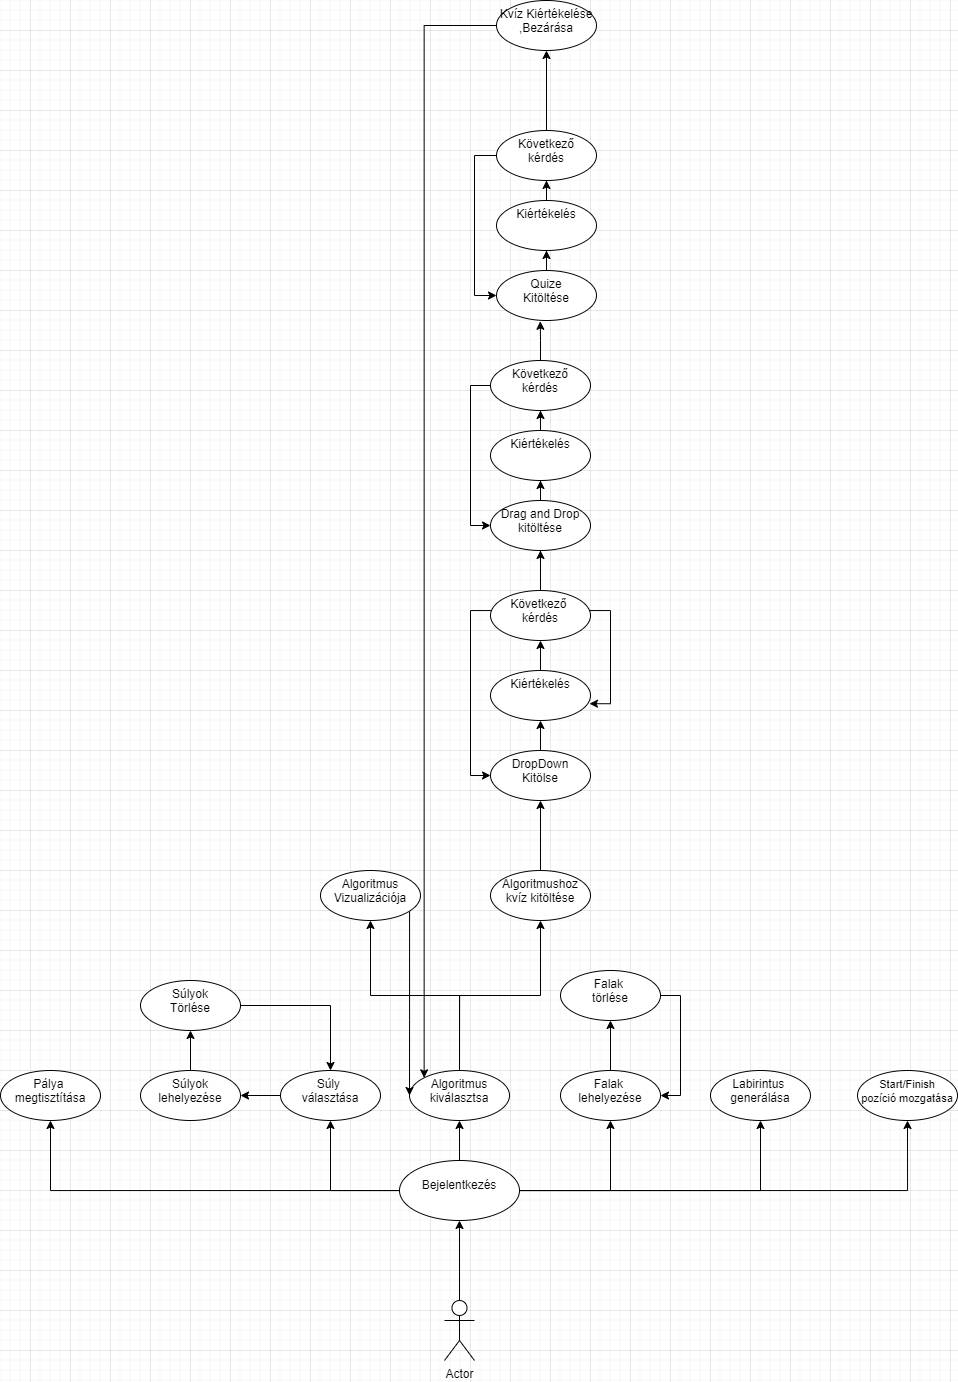 Kvíz Kiértékelése
,Bezárása
Következő
kérdés
Kiértékelés
Quize
Kitöltése
Következő
kérdés
Kiértékelés
Drag and Drop
kitöltése
Következő
kérdés
Kiértékelés
DropDown
Kitölse
Algoritmus
Vizualizációja
Algoritmushoz
kvíz kitöltése
Súlyok
Törlése
Falak
törlése
Pálya
megtisztítása
Súlyok
lehelyezése
Súly
választása
Algoritmus
kiválasztsa
Falak
lehelyezése
Labirintus
generálása
Start/Finish
pozíció mozgatása
Bejelentkezés
Actor